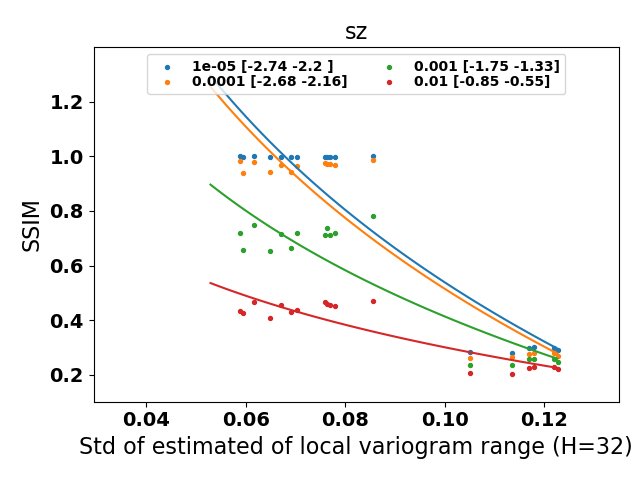 sz
1e-05 [-2.74 -2.2 ]
0.0001 [-2.68 -2.16]
0.001 [-1.75 -1.33]
0.01 [-0.85 -0.55]
SSIM
1.2
1.0
0.8
0.6
0.4
0.2
0.04 0.06 0.08 0.10 0.12
Std of estimated of local variogram range (H=32)